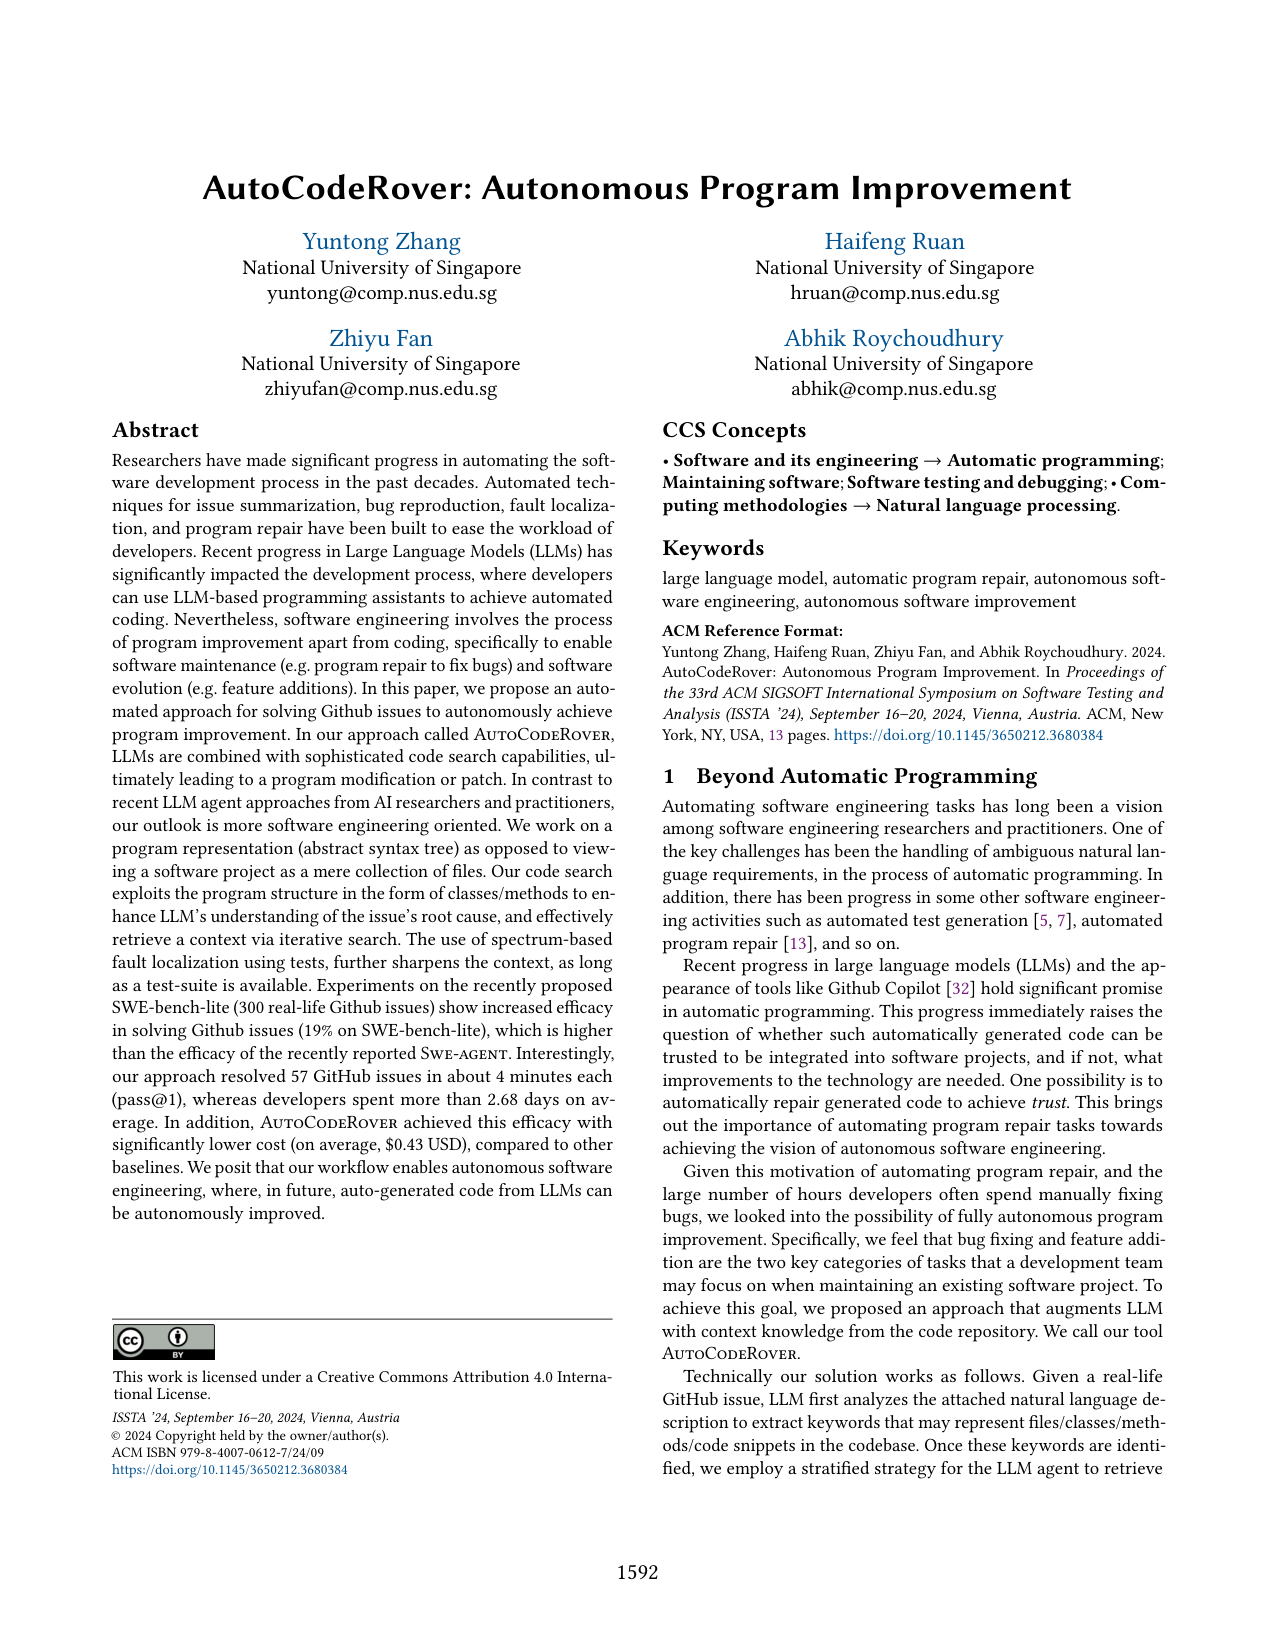 AutoCodeRover: Autonomous Program Improvement
Yuntong Zhang
National University of Singapore
yuntong@comp.nus.edu.sg
Haifeng Ruan
National University of Singapore
hruan@comp.nus.edu.sg
Zhiyu Fan
National University of Singapore
zhiyufan@comp.nus.edu.sg
Abhik Roychoudhury
National University of Singapore
abhik@comp.nus.edu.sg
Abstract
Researchers have made significant progress in automating the soft-
ware development process in the past decades. Automated tech-
niques for issue summarization, bug reproduction, fault localiza-
tion, and program repair have been built to ease the workload of
developers. Recent progress in Large Language Models (LLMs) has
significantly impacted the development process, where developers
can use LLM-based programming assistants to achieve automated
coding. Nevertheless, software engineering involves the process
of program improvement apart from coding, specifically to enable
software maintenance (e.g. program repair to fix bugs) and software
evolution (e.g. feature additions). In this paper, we propose an auto-
mated approach for solving Github issues to autonomously achieve
program improvement. In our approach called AUTOCODEROVER,
LLMs are combined with sophisticated code search capabilities, ul-
timately leading to a program modification or patch. In contrast to
recent LLM agent approaches from AI researchers and practitioners,
our outlook is more software engineering oriented. We work on a
program representation (abstract syntax tree) as opposed to view-
ing a software project as a mere collection of files. Our code search
exploits the program structure in the form of classes/methods to en-
hance LLM's understanding of the issue's root cause, and effectively
retrieve a context via iterative search. The use of spectrum-based
fault localization using tests, further sharpens the context, as long
as a test-suite is available. Experiments on the recently proposed
SWE-bench-lite (300 real-life Github issues) show increased efficacy
in solving Github issues (19% on SWE-bench-lite), which is higher
than the efficacy of the recently reported SWE-AGENT. Interestingly,
our approach resolved 57 GitHub issues in about 4 minutes each
(pass@1), whereas developers spent more than 2.68 days on av-
erage. In addition, AUTOCODEROVER achieved this efficacy with
significantly lower cost (on average, $0.43 USD), compared to other
baselines. We posit that our workflow enables autonomous software
engineering, where, in future, auto-generated code from LLMs can
be autonomously improved.
cc BY
This work is licensed under a Creative Commons Attribution 4.0 Interna-
tional License.
ISSTA '24, September 16–20, 2024, Vienna, Austria
© 2024 Copyright held by the owner/author(s).
ACM ISBN 979-8-4007-0612-7/24/09
https://doi.org/10.1145/3650212.3680384
CCS Concepts
• Software and its engineering → Automatic programming;
Maintaining software; Software testing and debugging; • Com-
puting methodologies → Natural language processing.
Keywords
large language model, automatic program repair, autonomous soft-
ware engineering, autonomous software improvement
ACM Reference Format:
Yuntong Zhang, Haifeng Ruan, Zhiyu Fan, and Abhik Roychoudhury. 2024.
AutoCodeRover: Autonomous Program Improvement. In Proceedings of
the 33rd ACM SIGSOFT International Symposium on Software Testing and
Analysis (ISSTA '24), September 16–20, 2024, Vienna, Austria. ACM, New
York, NY, USA, 13 pages. https://doi.org/10.1145/3650212.3680384
1 Beyond Automatic Programming
Automating software engineering tasks has long been a vision
among software engineering researchers and practitioners. One of
the key challenges has been the handling of ambiguous natural lan-
guage requirements, in the process of automatic programming. In
addition, there has been progress in some other software engineer-
ing activities such as automated test generation [5, 7], automated
program repair [13], and so on.
Recent progress in large language models (LLMs) and the ap-
pearance of tools like Github Copilot [32] hold significant promise
in automatic programming. This progress immediately raises the
question of whether such automatically generated code can be
trusted to be integrated into software projects, and if not, what
improvements to the technology are needed. One possibility is to
automatically repair generated code to achieve trust. This brings
out the importance of automating program repair tasks towards
achieving the vision of autonomous software engineering.
Given this motivation of automating program repair, and the
large number of hours developers often spend manually fixing
bugs, we looked into the possibility of fully autonomous program
improvement. Specifically, we feel that bug fixing and feature addi-
tion are the two key categories of tasks that a development team
may focus on when maintaining an existing software project. To
achieve this goal, we proposed an approach that augments LLM
with context knowledge from the code repository. We call our tool
AUTOCODEROVER.
Technically our solution works as follows. Given a real-life
GitHub issue, LLM first analyzes the attached natural language de-
scription to extract keywords that may represent files/classes/meth-
ods/code snippets in the codebase. Once these keywords are identi-
fied, we employ a stratified strategy for the LLM agent to retrieve
1592